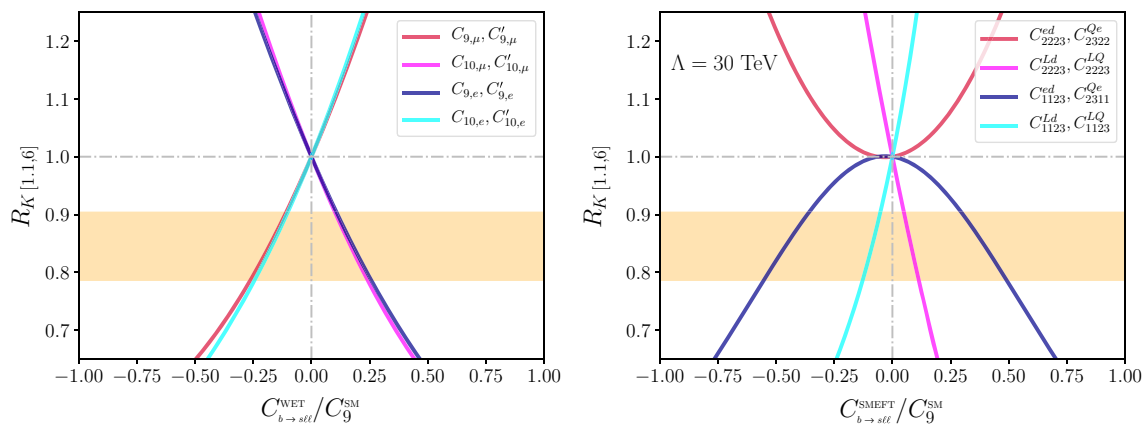 1.2
1.1
1.0
0.9
0.8
0.7
R_K [1.1,6]
C_{9,μ}, C′_{9,μ}
C_{10,μ}, C′_{10,μ}
C_{9,e}, C′_{9,e}
C_{10,e}, C′_{10,e}
−1.00 −0.75 −0.50 −0.25 0.00 0.25 0.50 0.75 1.00
C^{WET}_{b→sℓℓ}/C_9^{SM}
1.2
1.1
1.0
0.9
0.8
0.7
R_K [1.1,6]
Λ = 30 TeV
C^{ed}_{2223}, C^{Qe}_{2322}
C^{Ld}_{2223}, C^{LQ}_{2223}
C^{ed}_{1123}, C^{Qe}_{2311}
C^{Ld}_{1123}, C^{LQ}_{1123}
−1.00 −0.75 −0.50 −0.25 0.00 0.25 0.50 0.75 1.00
C^{SMEFT}_{b→sℓℓ}/C_9^{SM}